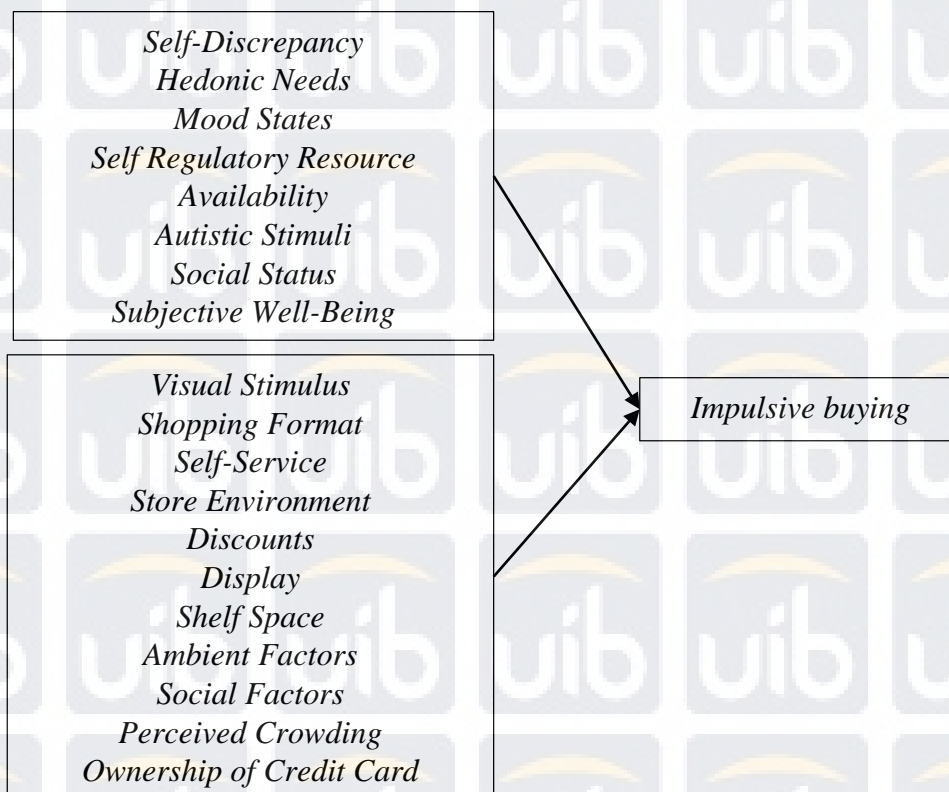 Self-Discrepancy
Hedonic Needs
Mood States
Self Regulatory Resource
Availability
Autistic Stimuli
Social Status
Subjective Well-Being
Visual Stimulus
Shopping Format
Self-Service
Store Environment
Discounts
Display
Shelf Space
Ambient Factors
Social Factors
Perceived Crowding
Ownership of Credit Card
Impulsive buying
uib